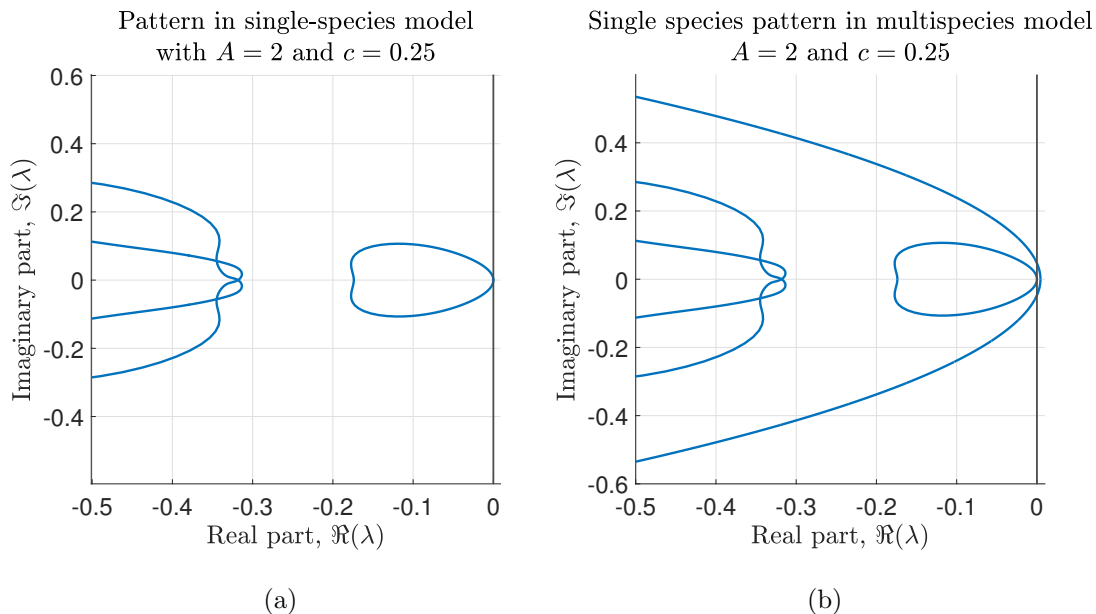 Pattern in single-species model
with A = 2 and c = 0.25
0.6
0.4
0.2
0
-0.2
-0.4
Imaginary part, ℑ(λ)
-0.5 -0.4 -0.3 -0.2 -0.1 0
Real part, ℜ(λ)
(a)
Single species pattern in multispecies model
A = 2 and c = 0.25
0.4
0.2
0
-0.2
-0.4
-0.6
Imaginary part, ℑ(λ)
-0.5 -0.4 -0.3 -0.2 -0.1 0
Real part, ℜ(λ)
(b)